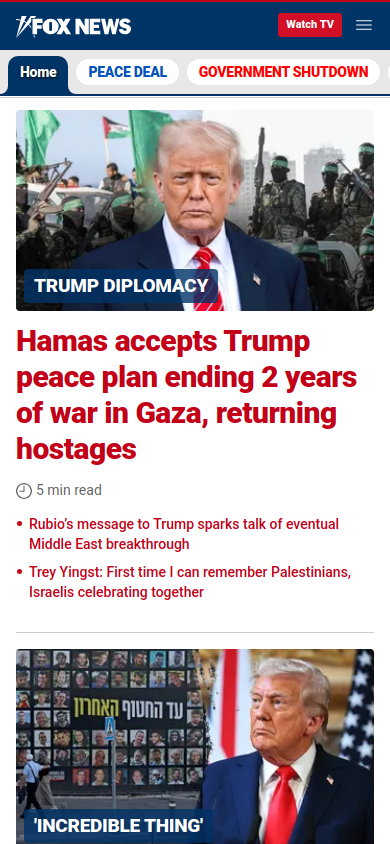 FOX NEWS
Watch TV
Home
PEACE DEAL
GOVERNMENT SHUTDOWN
TRUMP DIPLOMACY
Hamas accepts Trump
peace plan ending 2 years
of war in Gaza, returning
hostages
5 min read
Rubio’s message to Trump sparks talk of eventual
Middle East breakthrough
Trey Yingst: First time I can remember Palestinians,
Israelis celebrating together
עד החטוף האחרון
'INCREDIBLE THING'